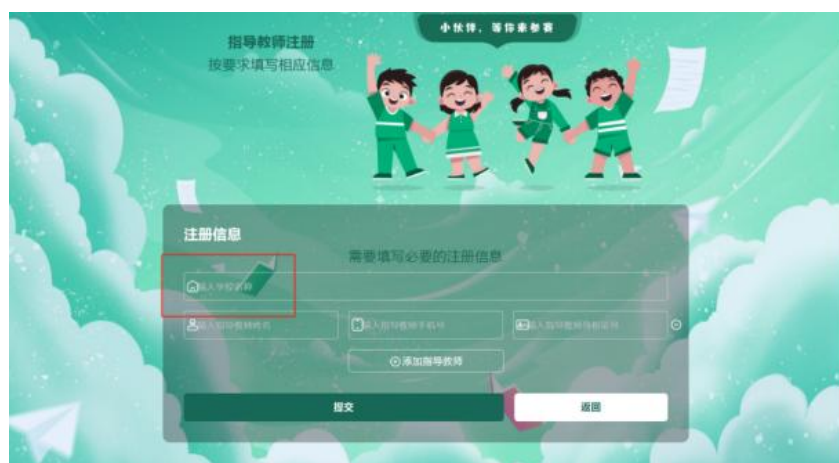 小伙伴，等你来参赛
指导教师注册
按要求填写相应信息
注册信息
需要填写必要的注册信息
输入学校名称
输入指导教师姓名
输入指导教师手机号
输入指导教师身份证号
添加指导教师
提交
返回